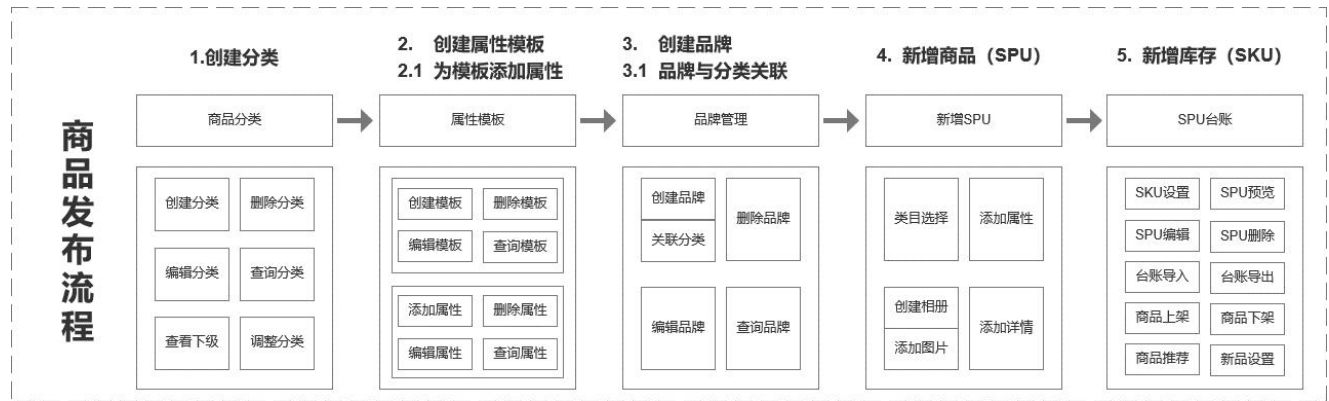 商品发布流程
1.创建分类
商品分类
创建分类
删除分类
编辑分类
查询分类
查看下级
调整分类
2. 创建属性模板
2.1 为模板添加属性
属性模板
创建模板
删除模板
编辑模板
查询模板
添加属性
删除属性
编辑属性
查询属性
3. 创建品牌
3.1 品牌与分类关联
品牌管理
创建品牌
关联分类
删除品牌
编辑品牌
查询品牌
4. 新增商品（SPU）
新增SPU
类目选择
添加属性
创建相册
添加图片
添加详情
5. 新增库存（SKU）
SPU台账
SKU设置
SPU预览
SPU编辑
SPU删除
台账导入
台账导出
商品上架
商品下架
商品推荐
新品设置